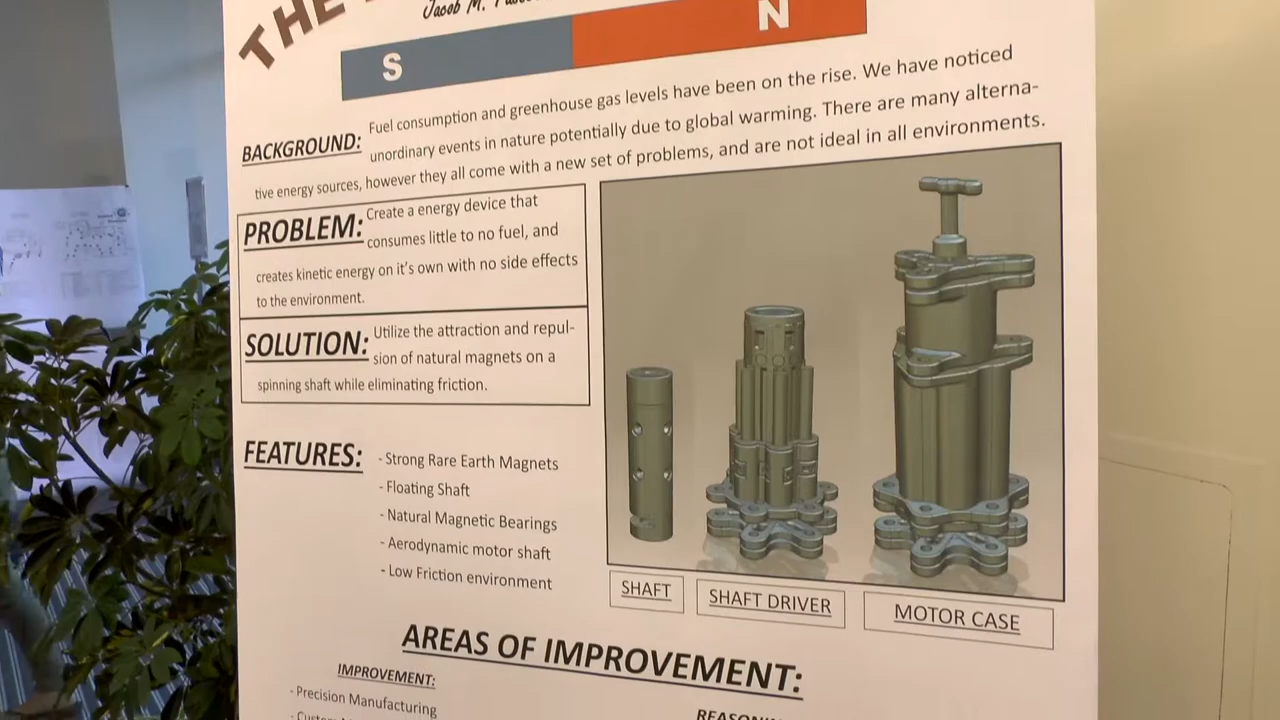 THE
Jacob M.
S N
BACKGROUND: Fuel consumption and greenhouse gas levels have been on the rise. We have noticed
unordinary events in nature potentially due to global warming. There are many alterna-
tive energy sources, however they all come with a new set of problems, and are not ideal in all environments.
PROBLEM: Create a energy device that
consumes little to no fuel, and
creates kinetic energy on it's own with no side effects
to the environment.
SOLUTION: Utilize the attraction and repul-
sion of natural magnets on a
spinning shaft while eliminating friction.
FEATURES: - Strong Rare Earth Magnets
- Floating Shaft
- Natural Magnetic Bearings
- Aerodynamic motor shaft
- Low Friction environment
SHAFT
SHAFT DRIVER
MOTOR CASE
AREAS OF IMPROVEMENT:
IMPROVEMENT:
- Precision Manufacturing